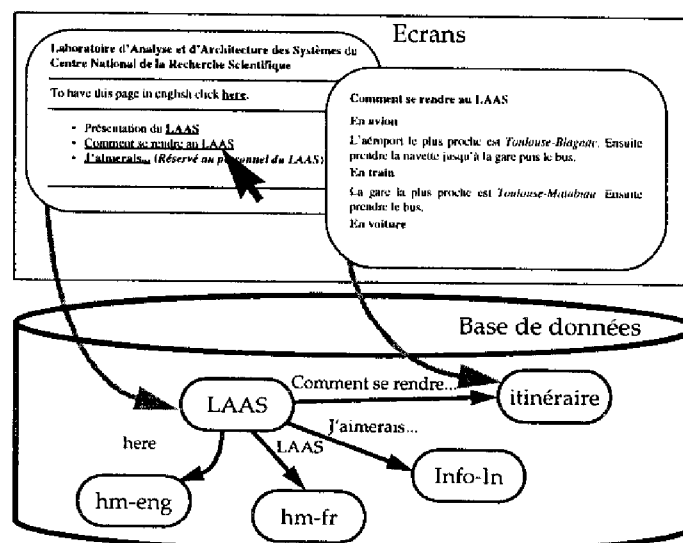 Ecrans
Laboratoire d'Analyse et d'Architecture des Systèmes du
Centre National de la Recherche Scientifique
To have this page in english click here.
• Présentation du LAAS
• Comment se rendre au LAAS
• J'aimerais... (Réservé au personnel du LAAS)
Comment se rendre au LAAS
En avion
L'aéroport le plus proche est Toulouse-Blagnac. Ensuite
prendre la navette jusqu'à la gare puis le bus.
En train
La gare la plus proche est Toulouse-Matabiau. Ensuite
prendre le bus.
En voiture
Base de données
LAAS
Comment se rendre...
itinéraire
J'aimerais...
here
LAAS
Info-In
hm-eng
hm-fr